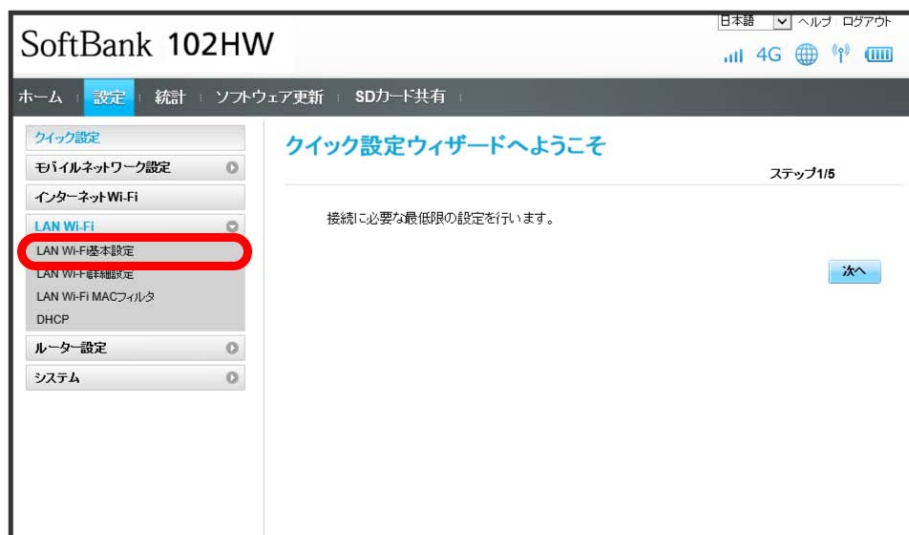 日本語 ヘルプ ログアウト
SoftBank 102HW
4G
ホーム 設定 統計 ソフトウェア更新 SDカード共有
クイック設定
モバイルネットワーク設定
インターネットWi-Fi
LAN Wi-Fi
LAN Wi-Fi基本設定
LAN Wi-Fi詳細設定
LAN Wi-Fi MACフィルタ
DHCP
ルーター設定
システム
クイック設定ウィザードへようこそ
ステップ1/5
接続に必要な最低限の設定を行います。
次へ